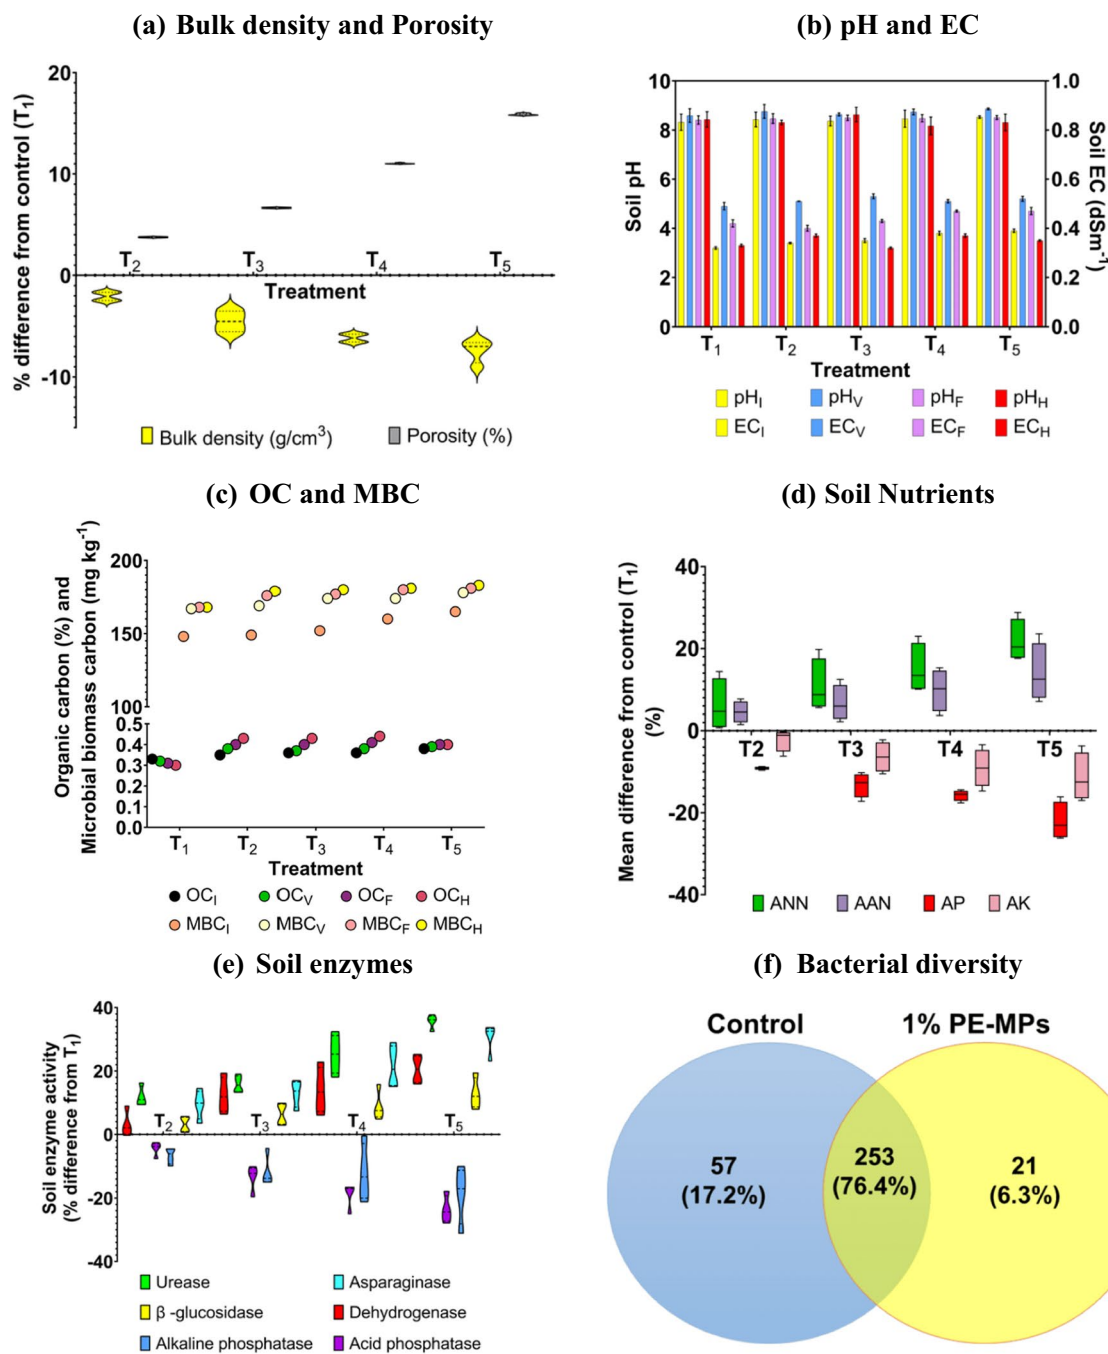 (a) Bulk density and Porosity
% difference from control (T1)
20
10
0
-10
T2
T3
T4
T5
Treatment
Bulk density (g/cm3)
Porosity (%)
(b) pH and EC
Soil pH
10
8
6
4
2
0
Soil EC (dSm-1)
1.0
0.8
0.6
0.4
0.2
0.0
T1
T2
T3
T4
T5
Treatment
pHI
pHV
pHF
pHH
ECI
ECV
ECF
ECH
(c) OC and MBC
Organic carbon (%) and
Microbial biomass carbon (mg kg-1)
200
150
100
0.5
0.4
0.3
0.2
0.1
0.0
T1
T2
T3
T4
T5
Treatment
OCI
OCV
OCF
OCH
MBCI
MBCV
MBCF
MBCH
(d) Soil Nutrients
Mean difference from control (T1)
(%)
40
20
0
-20
-40
T2
T3
T4
T5
ANN
AAN
AP
AK
(e) Soil enzymes
Soil enzyme activity
(% difference from T1)
40
20
0
-20
-40
T2
T3
T4
T5
Urease
Asparaginase
β -glucosidase
Dehydrogenase
Alkaline phosphatase
Acid phosphatase
(f) Bacterial diversity
Control
1% PE-MPs
57
(17.2%)
253
(76.4%)
21
(6.3%)